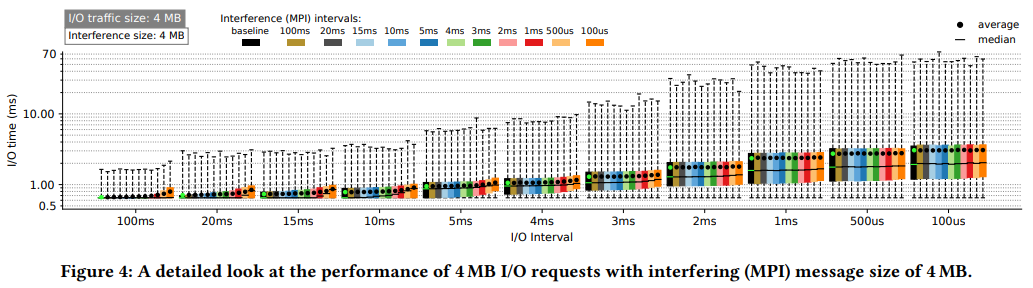 I/O traffic size: 4 MB
Interference size: 4 MB
Interference (MPI) intervals:
baseline 100ms 20ms 15ms 10ms 5ms 4ms 3ms 2ms 1ms 500us 100us
average
median
70
10.00
1.00
0.5
I/O time (ms)
100ms 20ms 15ms 10ms 5ms 4ms 3ms 2ms 1ms 500us 100us
I/O Interval
Figure 4: A detailed look at the performance of 4 MB I/O requests with interfering (MPI) message size of 4 MB.